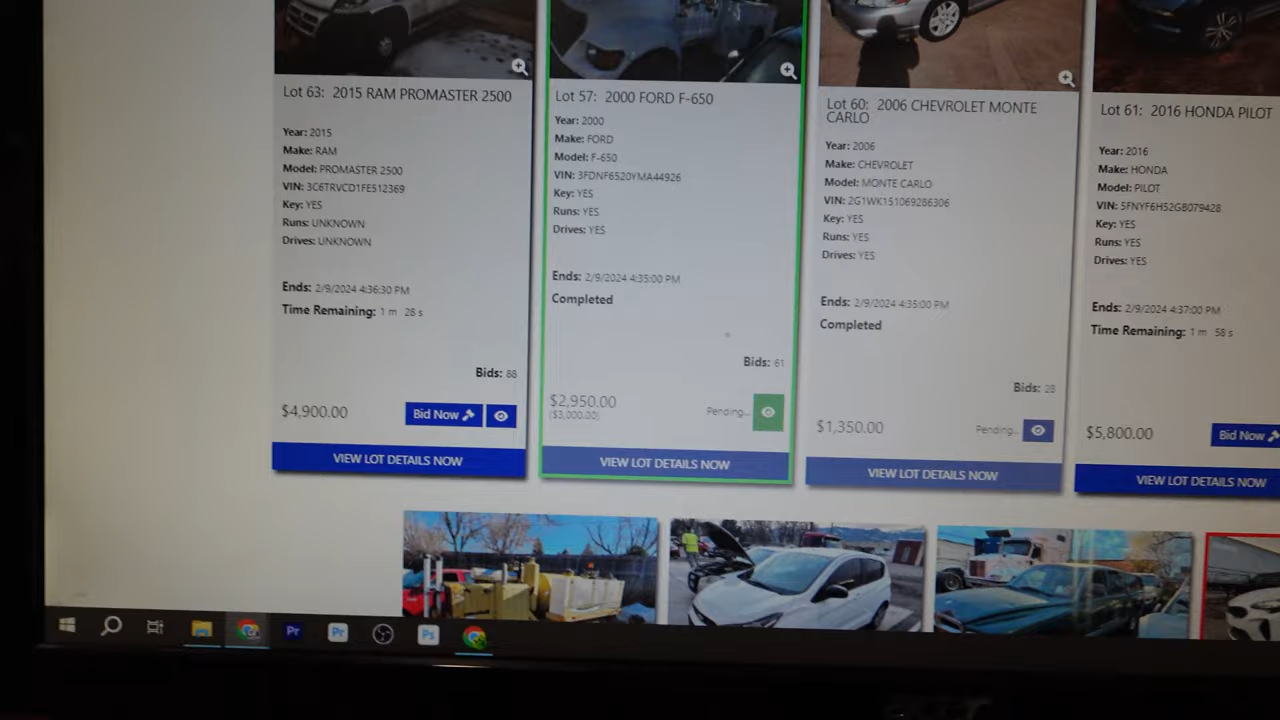 Lot 63: 2015 RAM PROMASTER 2500
Year: 2015
Make: RAM
Model: PROMASTER 2500
VIN: 3C6TRVCD1FE512369
Key: YES
Runs: UNKNOWN
Drives: UNKNOWN
Ends: 2/9/2024 4:36:30 PM
Time Remaining: 1 m 28 s
Bids: 88
$4,900.00
Bid Now
VIEW LOT DETAILS NOW
Lot 57: 2000 FORD F-650
Year: 2000
Make: FORD
Model: F-650
VIN: 3FDNF6520YMA44926
Key: YES
Runs: YES
Drives: YES
Ends: 2/9/2024 4:35:00 PM
Completed
Bids: 61
$2,950.00
($3,000.00)
Pending...
VIEW LOT DETAILS NOW
Lot 60: 2006 CHEVROLET MONTE
CARLO
Year: 2006
Make: CHEVROLET
Model: MONTE CARLO
VIN: 2G1WK151069286306
Key: YES
Runs: YES
Drives: YES
Ends: 2/9/2024 4:35:00 PM
Completed
Bids: 28
$1,350.00
Pending...
VIEW LOT DETAILS NOW
Lot 61: 2016 HONDA PILOT
Year: 2016
Make: HONDA
Model: PILOT
VIN: 5FNYF6H52GB079428
Key: YES
Runs: YES
Drives: YES
Ends: 2/9/2024 4:37:00 PM
Time Remaining: 1 m 58 s
$5,800.00
Bid Now
VIEW LOT DETAILS NOW
Pr
Pr
Ps